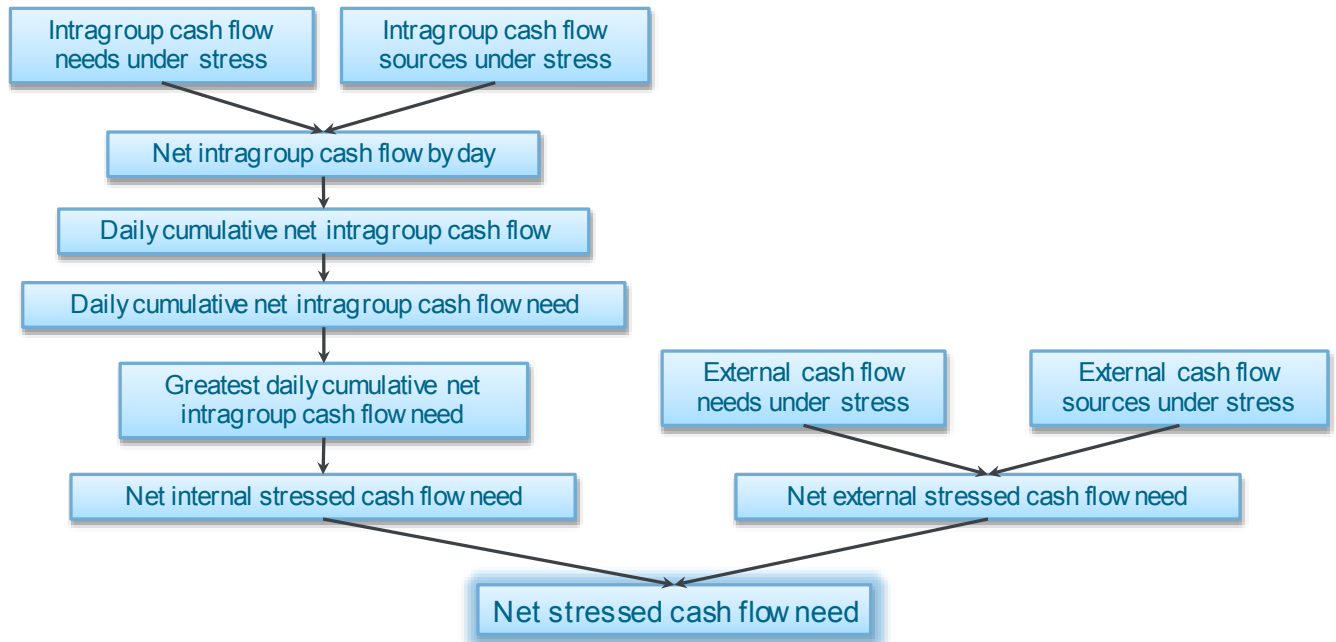 Intragroup cash flow
needs under stress
Intragroup cash flow
sources under stress
Net intragroup cash flow by day
Daily cumulative net intragroup cash flow
Daily cumulative net intragroup cash flow need
Greatest daily cumulative net
intragroup cash flow need
External cash flow
needs under stress
External cash flow
sources under stress
Net internal stressed cash flow need
Net external stressed cash flow need
Net stressed cash flow need